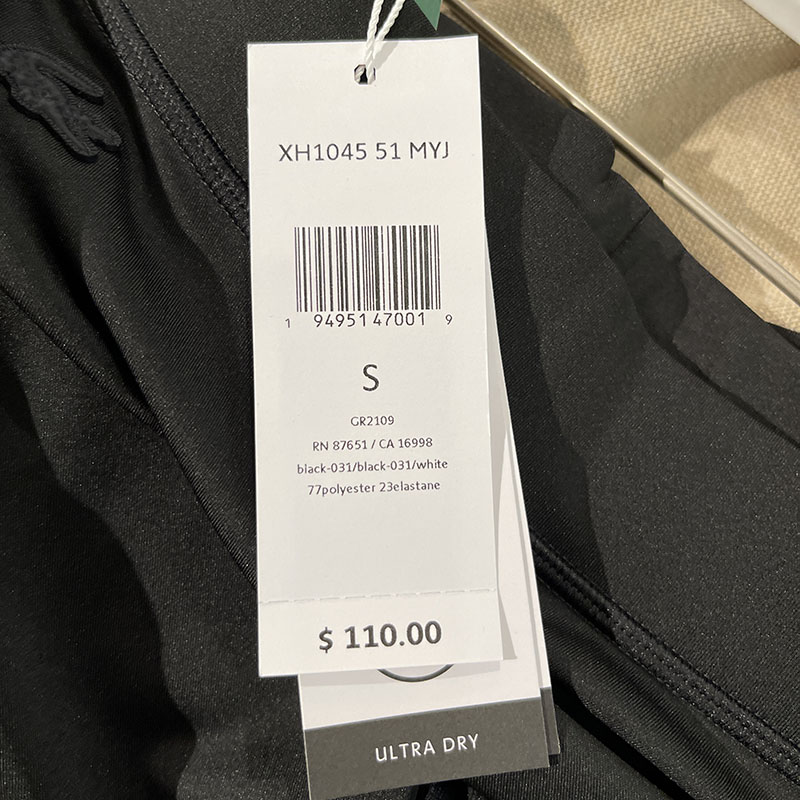 XH1045 51 MYJ
1 94951 47001 9
S
GR2109
RN 87651 / CA 16998
black-031/black-031/white
77polyester 23elastane
$ 110.00
ULTRA DRY